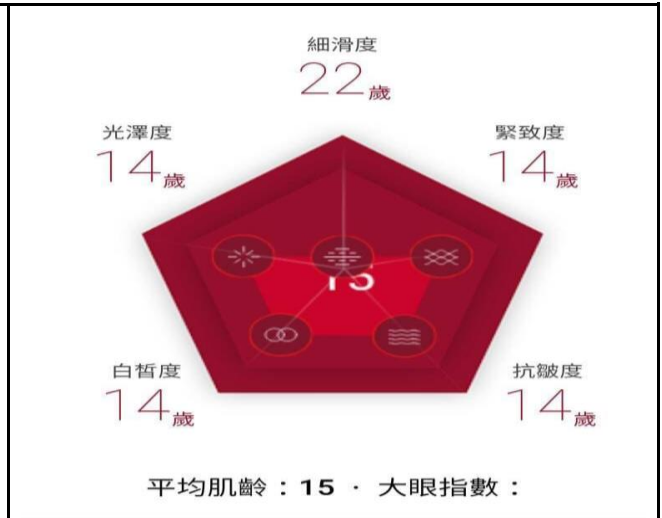 細滑度
22歲
光澤度
14歲
緊致度
14歲
15
白皙度
14歲
抗皺度
14歲
平均肌齡：15 · 大眼指數：